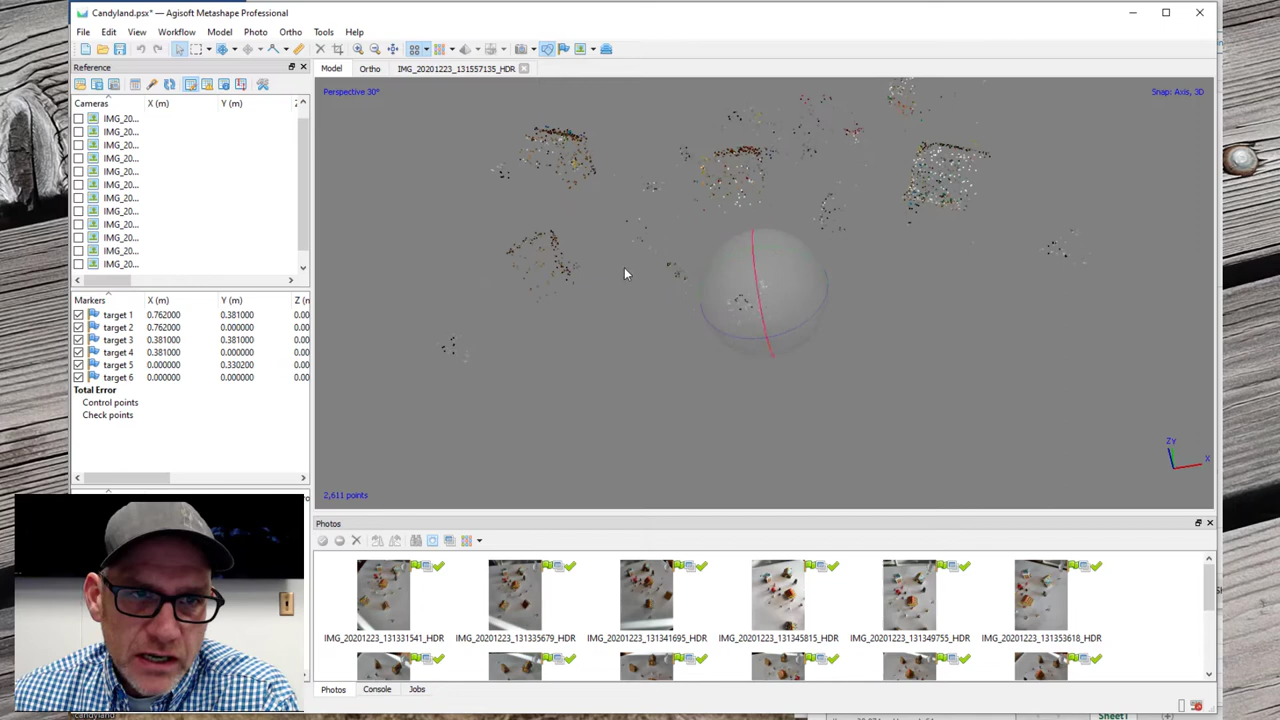 Candyland.psx* — Agisoft Metashape Professional
File Edit View Workflow Model Photo Ortho Tools Help
Reference
Model Ortho IMG_20201223_131557135_HDR
Cameras X (m) Y (m)
IMG_20...
IMG_20...
IMG_20...
IMG_20...
IMG_20...
IMG_20...
IMG_20...
IMG_20...
IMG_20...
IMG_20...
IMG_20...
IMG_20...
Markers X (m) Y (m) Z (m)
target 1 0.762000 0.381000 0.00
target 2 0.762000 0.000000 0.00
target 3 0.381000 0.381000 0.00
target 4 0.381000 0.000000 0.00
target 5 0.000000 0.330200 0.00
target 6 0.000000 0.000000 0.00
Total Error
Control points
Check points
Perspective 30°
Snap: Axis, 3D
Zy
X
2,611 points
Photos
IMG_20201223_131331541_HDR IMG_20201223_131335679_HDR IMG_20201223_131341695_HDR IMG_20201223_131345815_HDR IMG_20201223_131349755_HDR IMG_20201223_131353618_HDR
Photos Console Jobs
Candyland
Sheet1